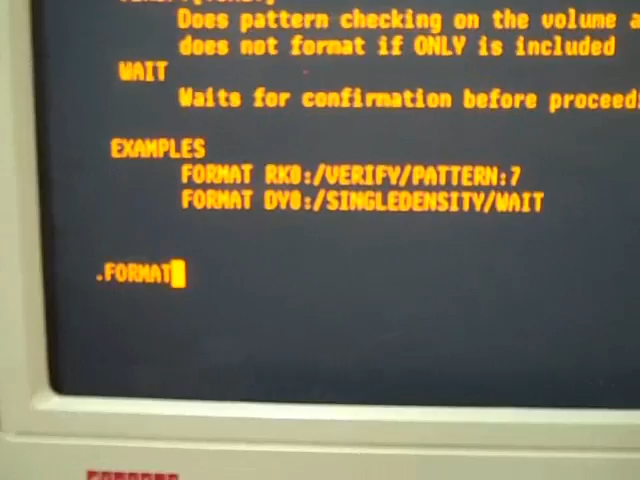 Does pattern checking on the volume
does not format if ONLY is included
WAIT
Waits for confirmation before
EXAMPLES
FORMAT RK0:/VERIFY/PATTERN:7
FORMAT DY0:/SINGLEDENSITY/WAIT
.FORMAT